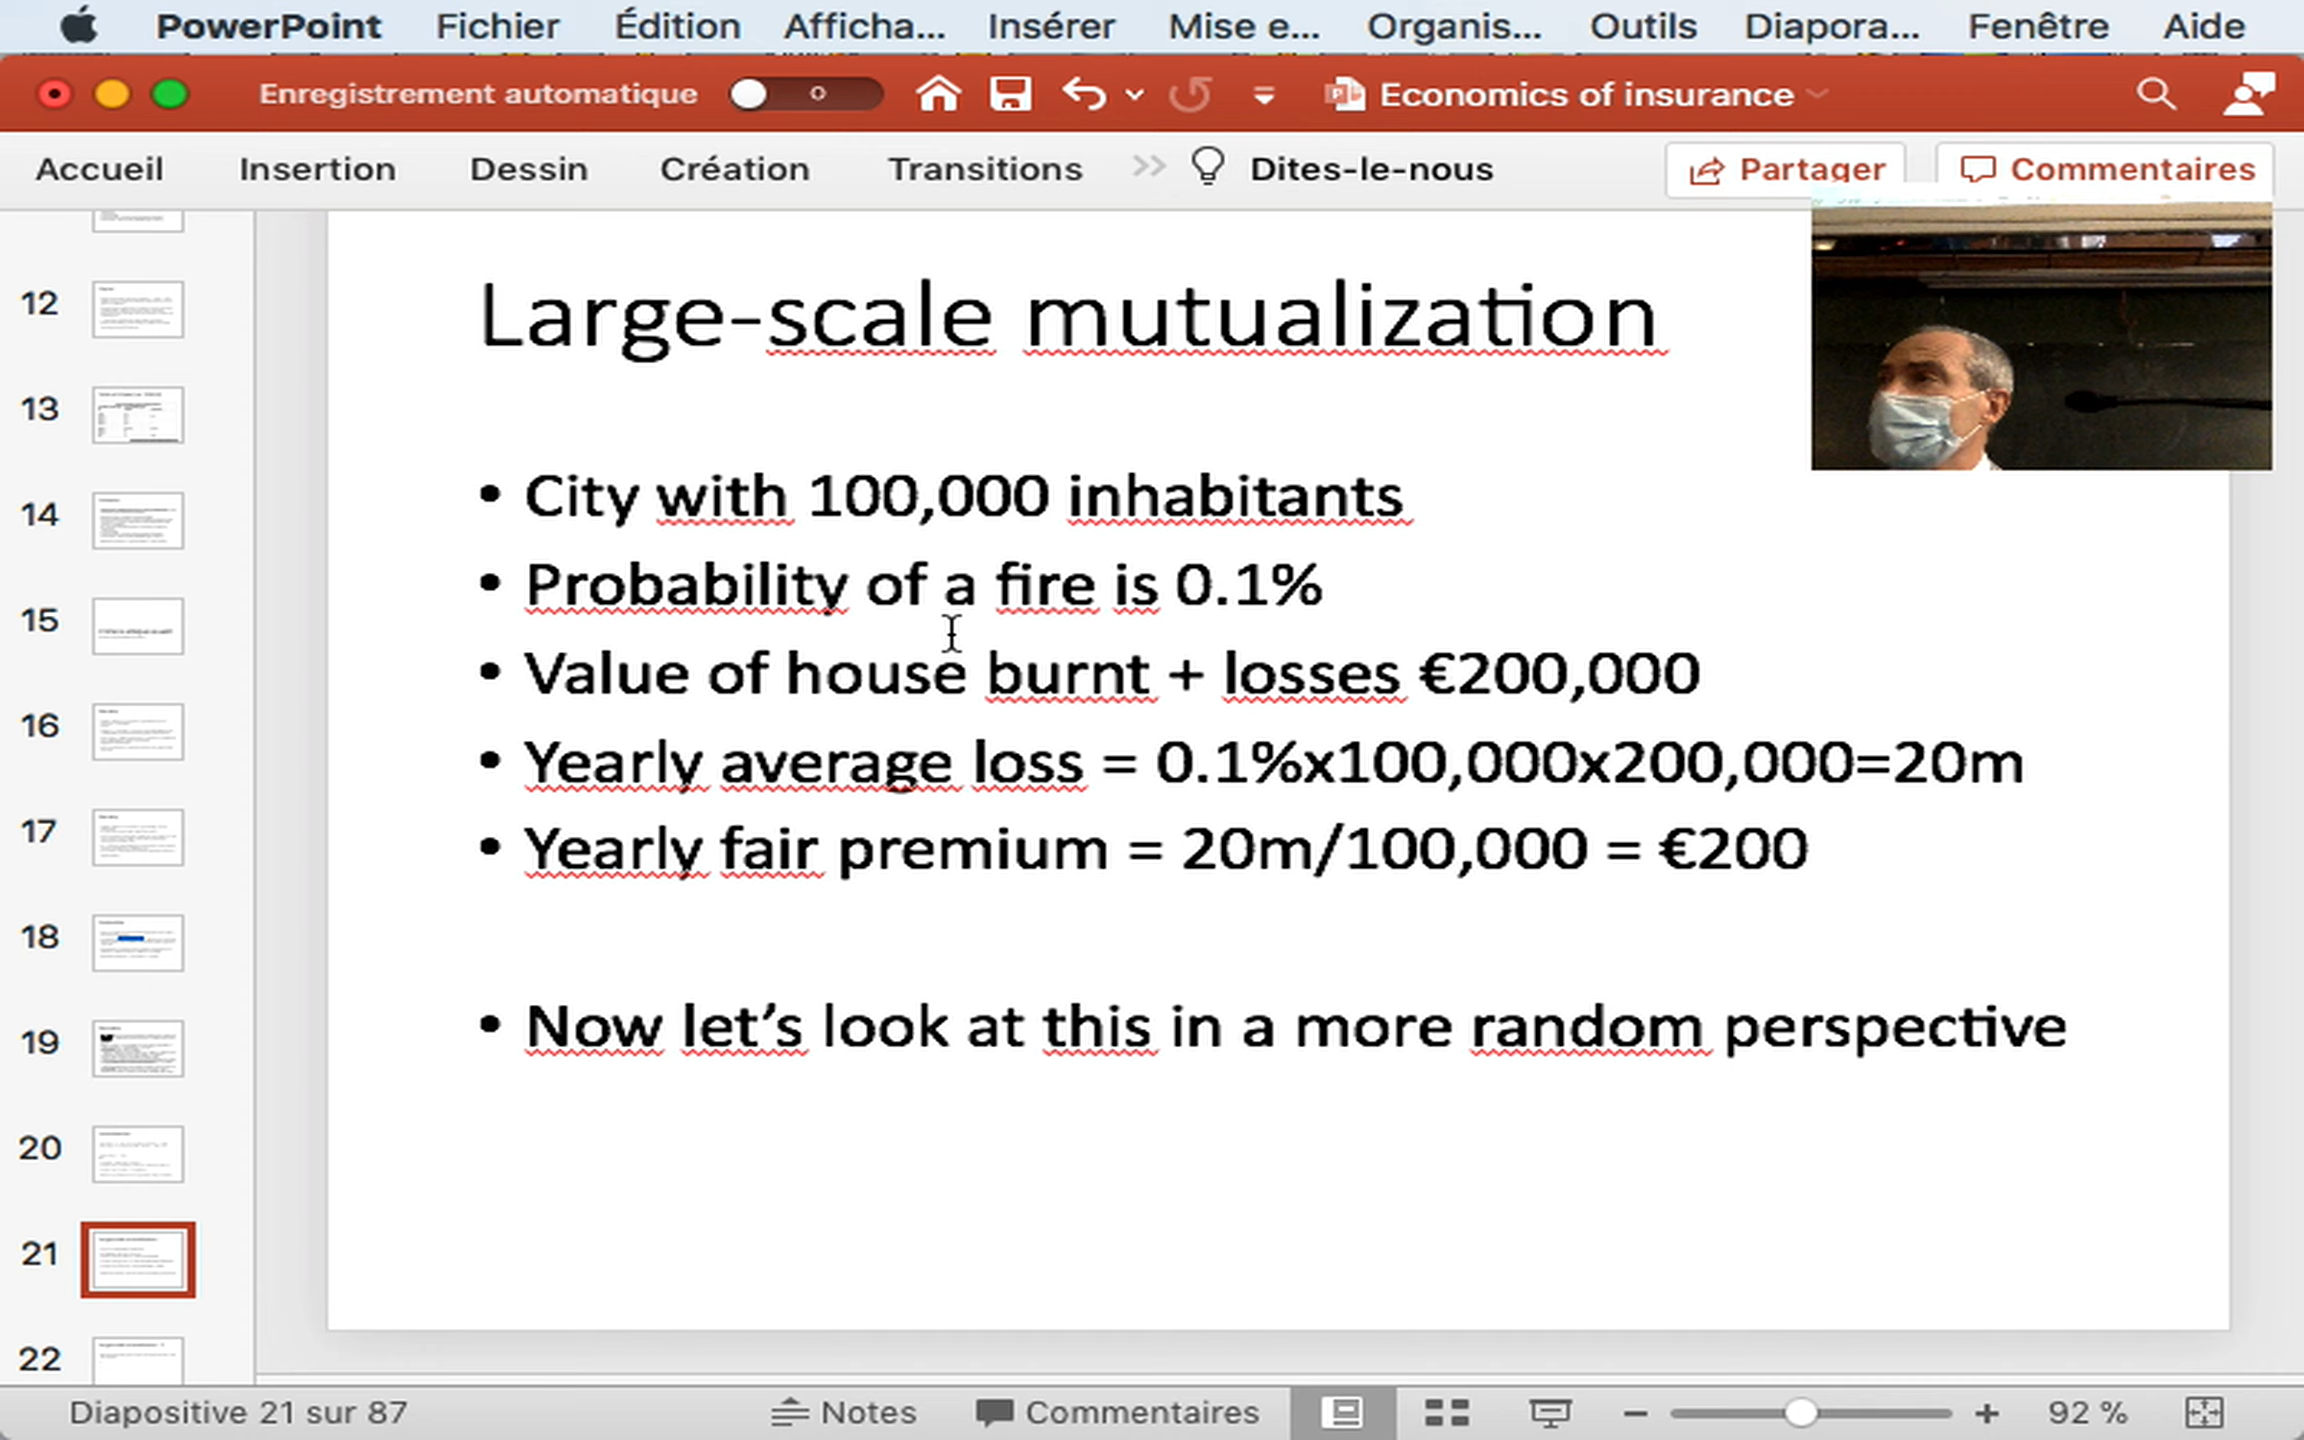 PowerPoint Fichier Édition Afficha... Insérer Mise e... Organis... Outils Diapora... Fenêtre Aide
Enregistrement automatique Economics of insurance
Accueil Insertion Dessin Création Transitions >> Dites-le-nous Partager Commentaires
12
13
14
15
16
17
18
19
20
21
22
Large-scale mutualization
• City with 100,000 inhabitants
• Probability of a fire is 0.1%
• Value of house burnt + losses €200,000
• Yearly average loss = 0.1%x100,000x200,000=20m
• Yearly fair premium = 20m/100,000 = €200
• Now let’s look at this in a more random perspective
Diapositive 21 sur 87 Notes Commentaires 92 %